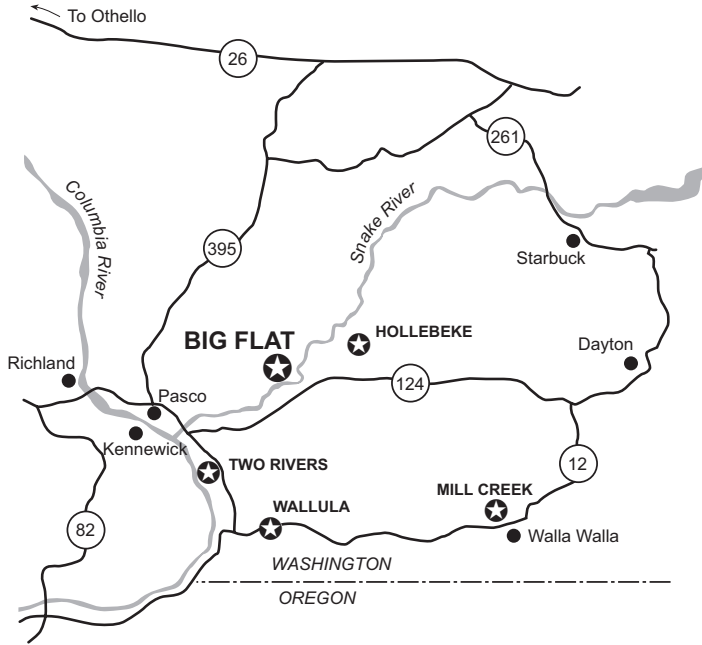 To Othello
26
261
Columbia River
Snake River
395
Starbuck
BIG FLAT
HOLLEBEKE
Richland
Dayton
124
Pasco
Kennewick
TWO RIVERS
12
MILL CREEK
WALLULA
82
Walla Walla
WASHINGTON
OREGON